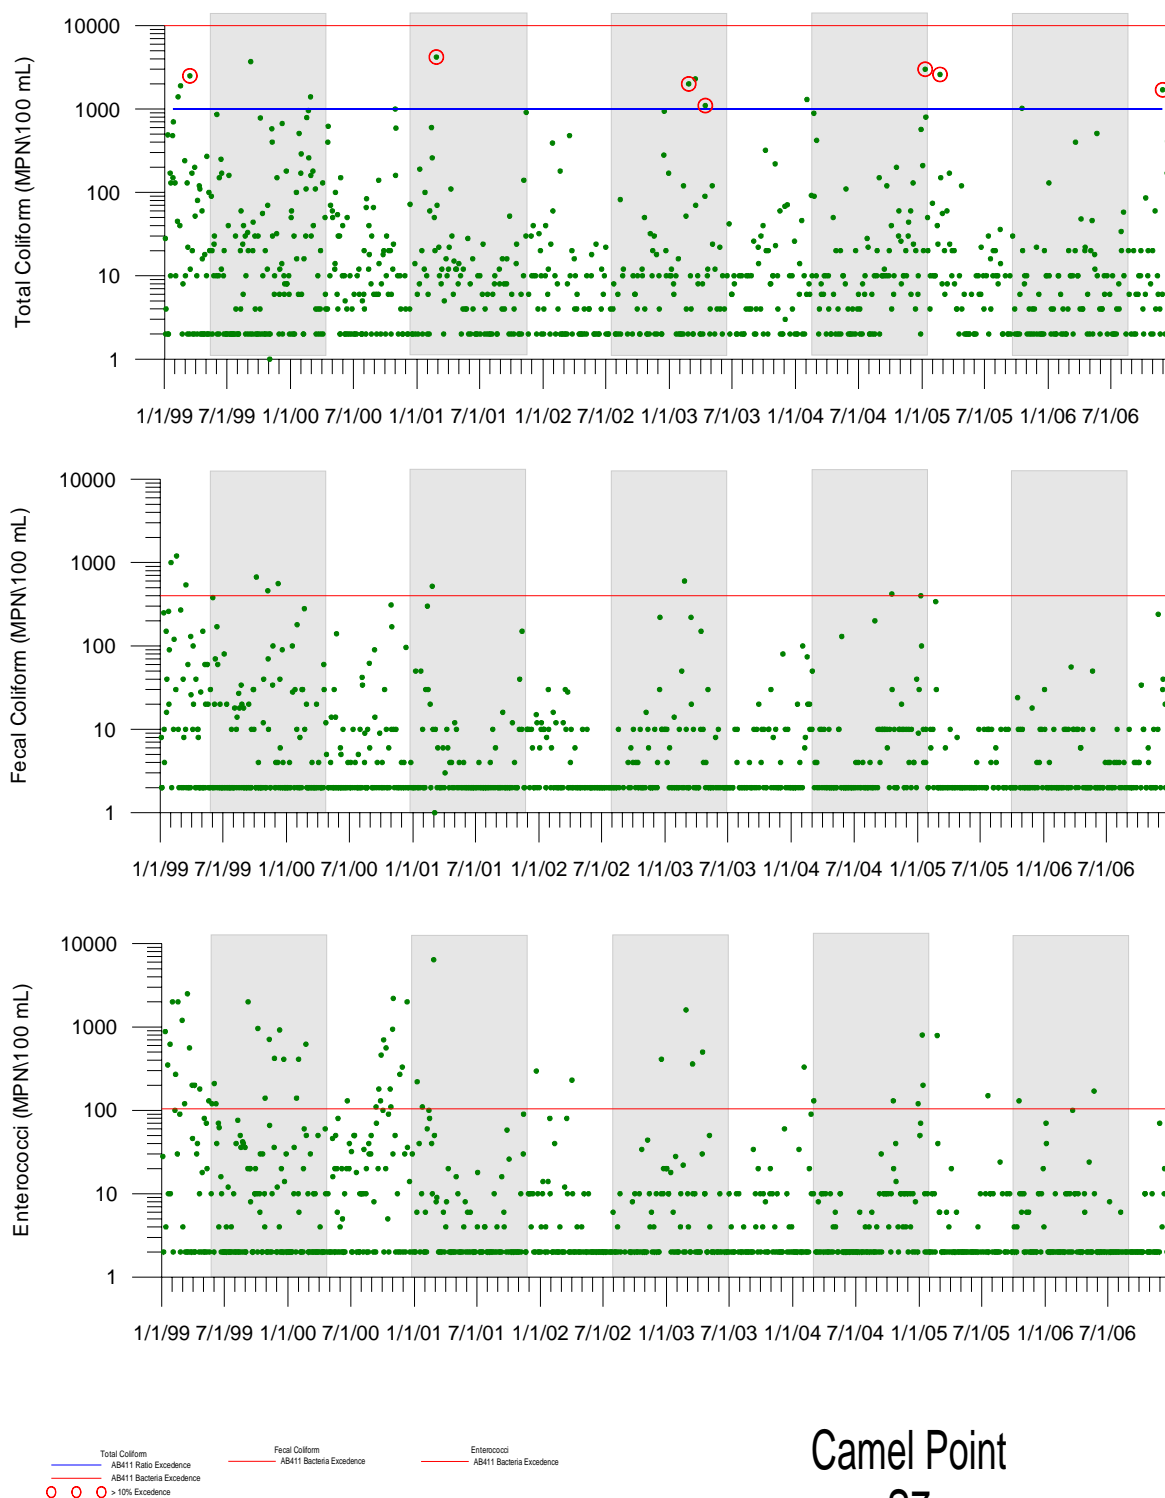 10000
1000
100
10
1
Total Coliform (MPN\100 mL)
1/1/99 7/1/99 1/1/00 7/1/00 1/1/01 7/1/01 1/1/02 7/1/02 1/1/03 7/1/03 1/1/04 7/1/04 1/1/05 7/1/05 1/1/06 7/1/06
10000
1000
100
10
1
Fecal Coliform (MPN\100 mL)
1/1/99 7/1/99 1/1/00 7/1/00 1/1/01 7/1/01 1/1/02 7/1/02 1/1/03 7/1/03 1/1/04 7/1/04 1/1/05 7/1/05 1/1/06 7/1/06
10000
1000
100
10
1
Enterococci (MPN\100 mL)
1/1/99 7/1/99 1/1/00 7/1/00 1/1/01 7/1/01 1/1/02 7/1/02 1/1/03 7/1/03 1/1/04 7/1/04 1/1/05 7/1/05 1/1/06 7/1/06
Total Coliform
AB411 Ratio Excedence
AB411 Bacteria Excedence
> 10% Excedence
Fecal Coliform
AB411 Bacteria Excedence
Enterococci
AB411 Bacteria Excedence
Camel Point